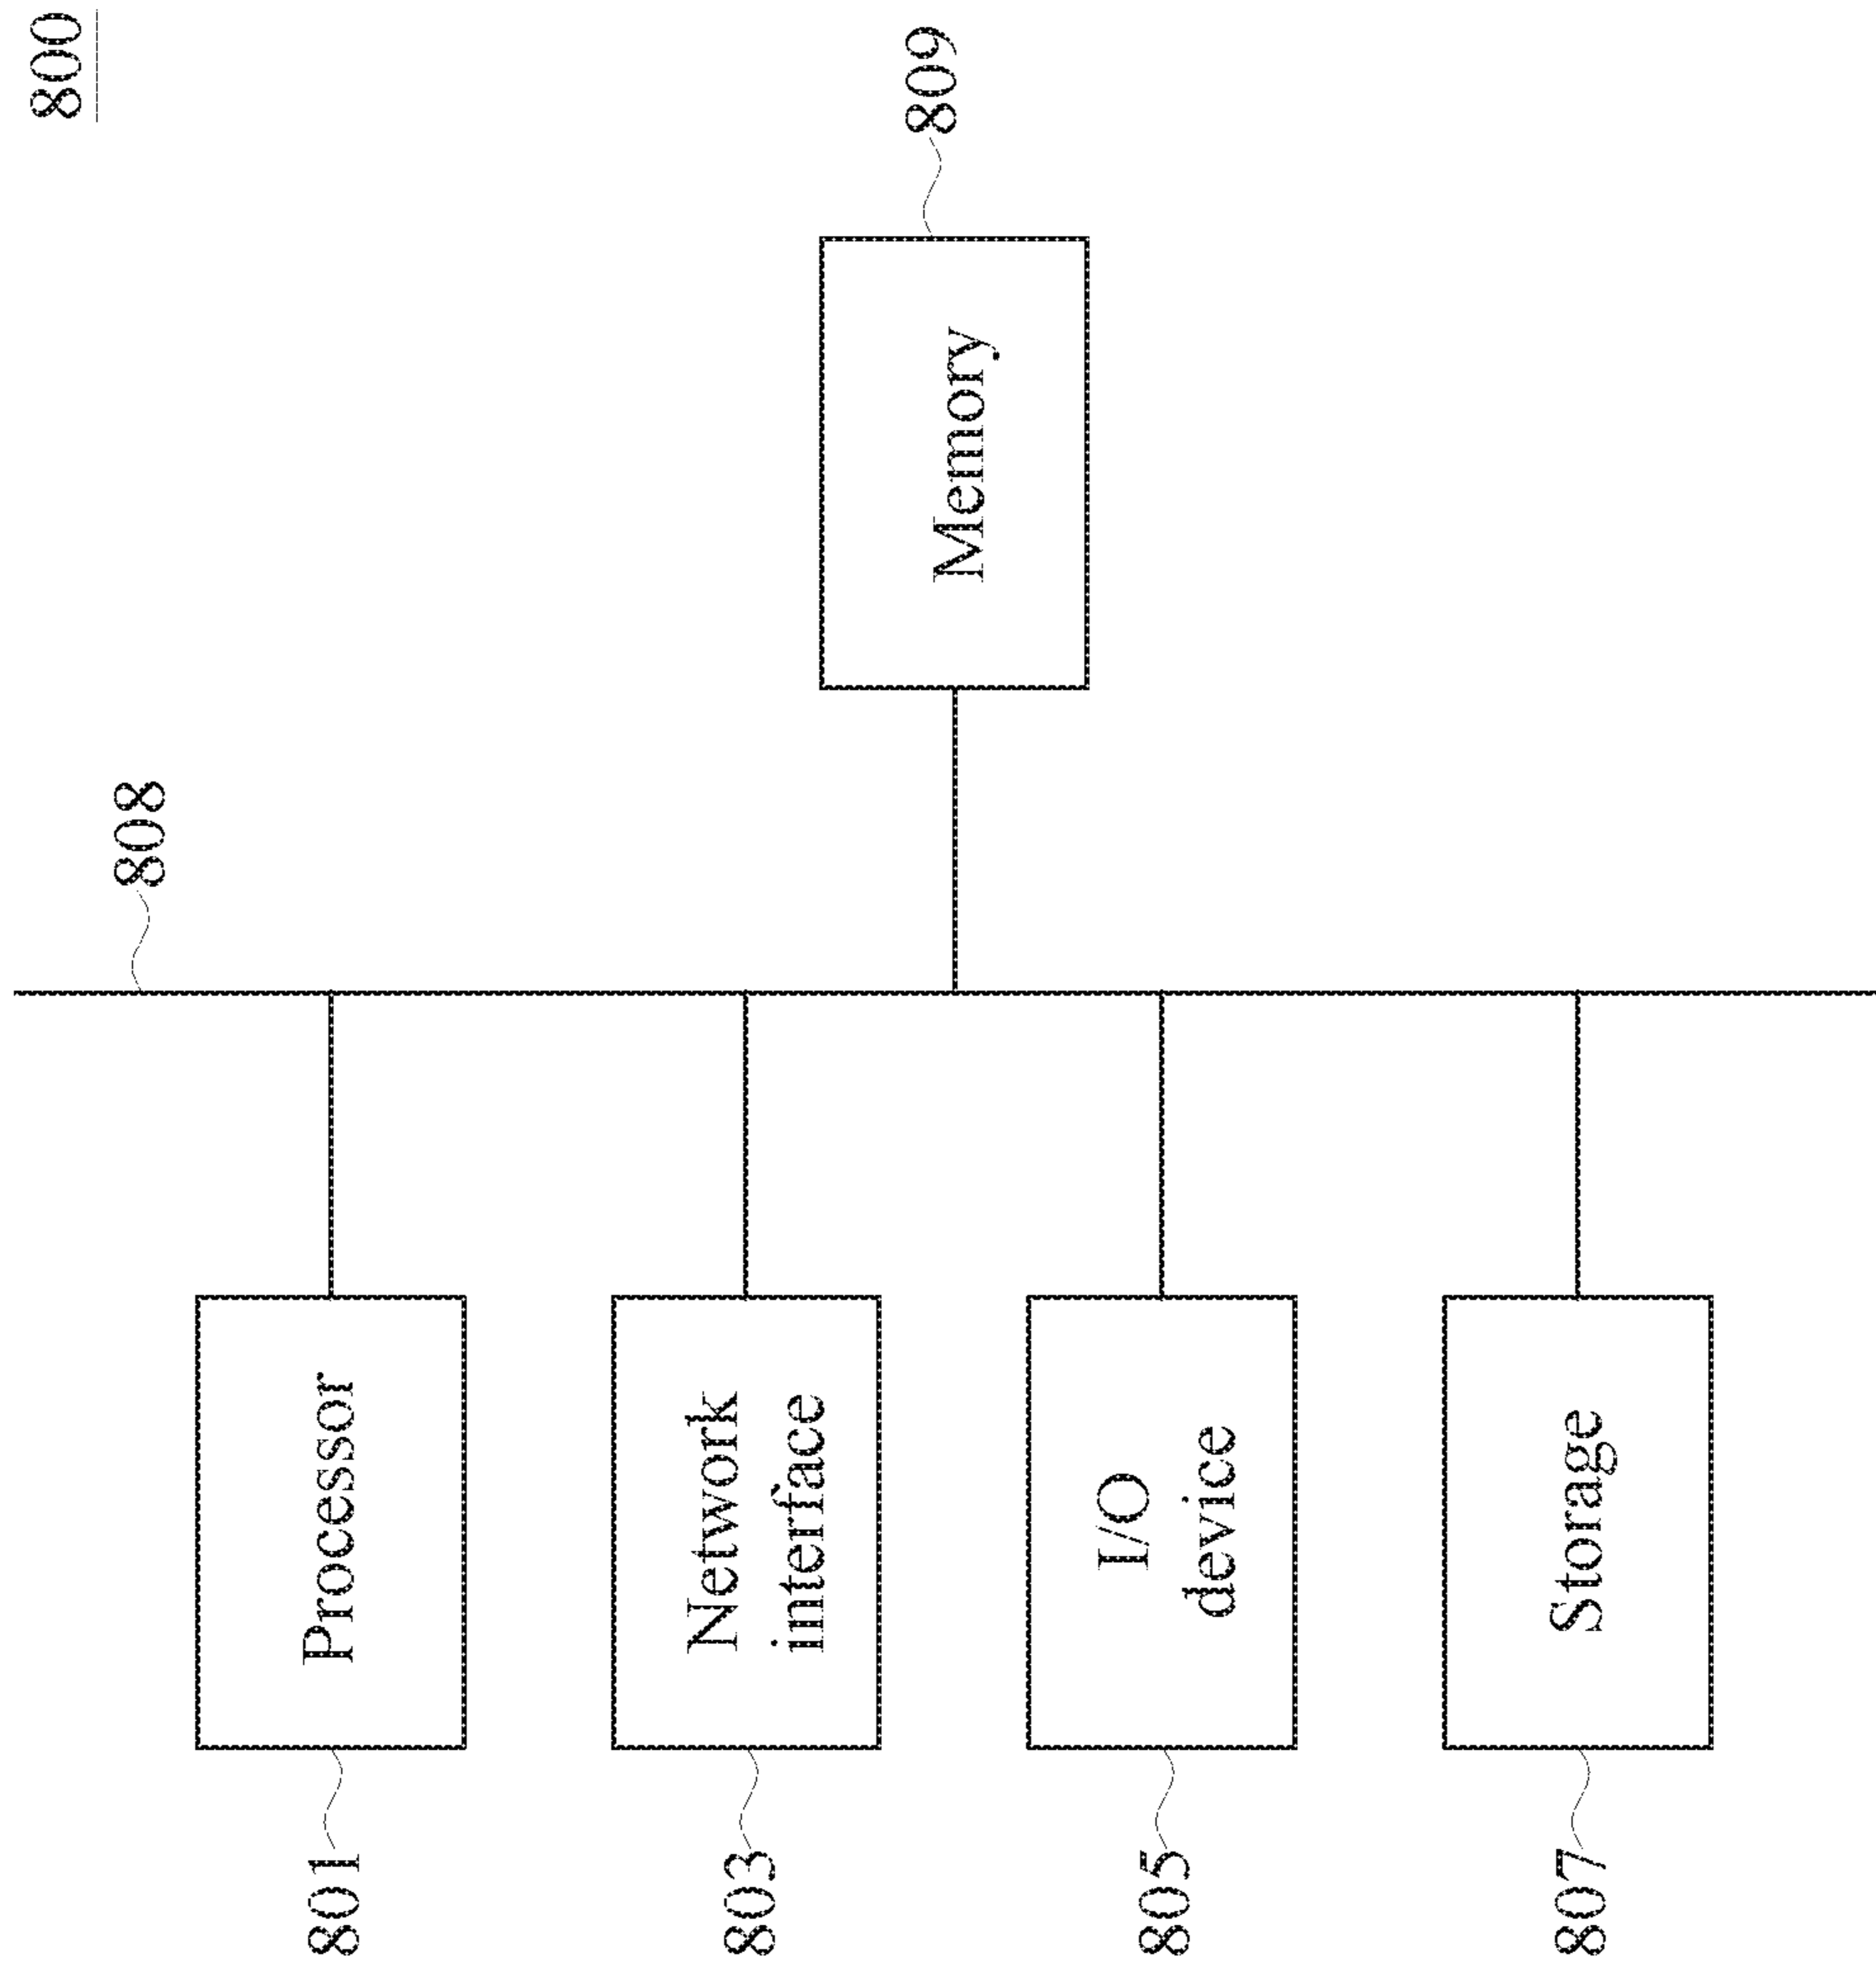 800
808
809
Memory
Processor
Network
interface
I/O
device
Storage
801
803
805
807